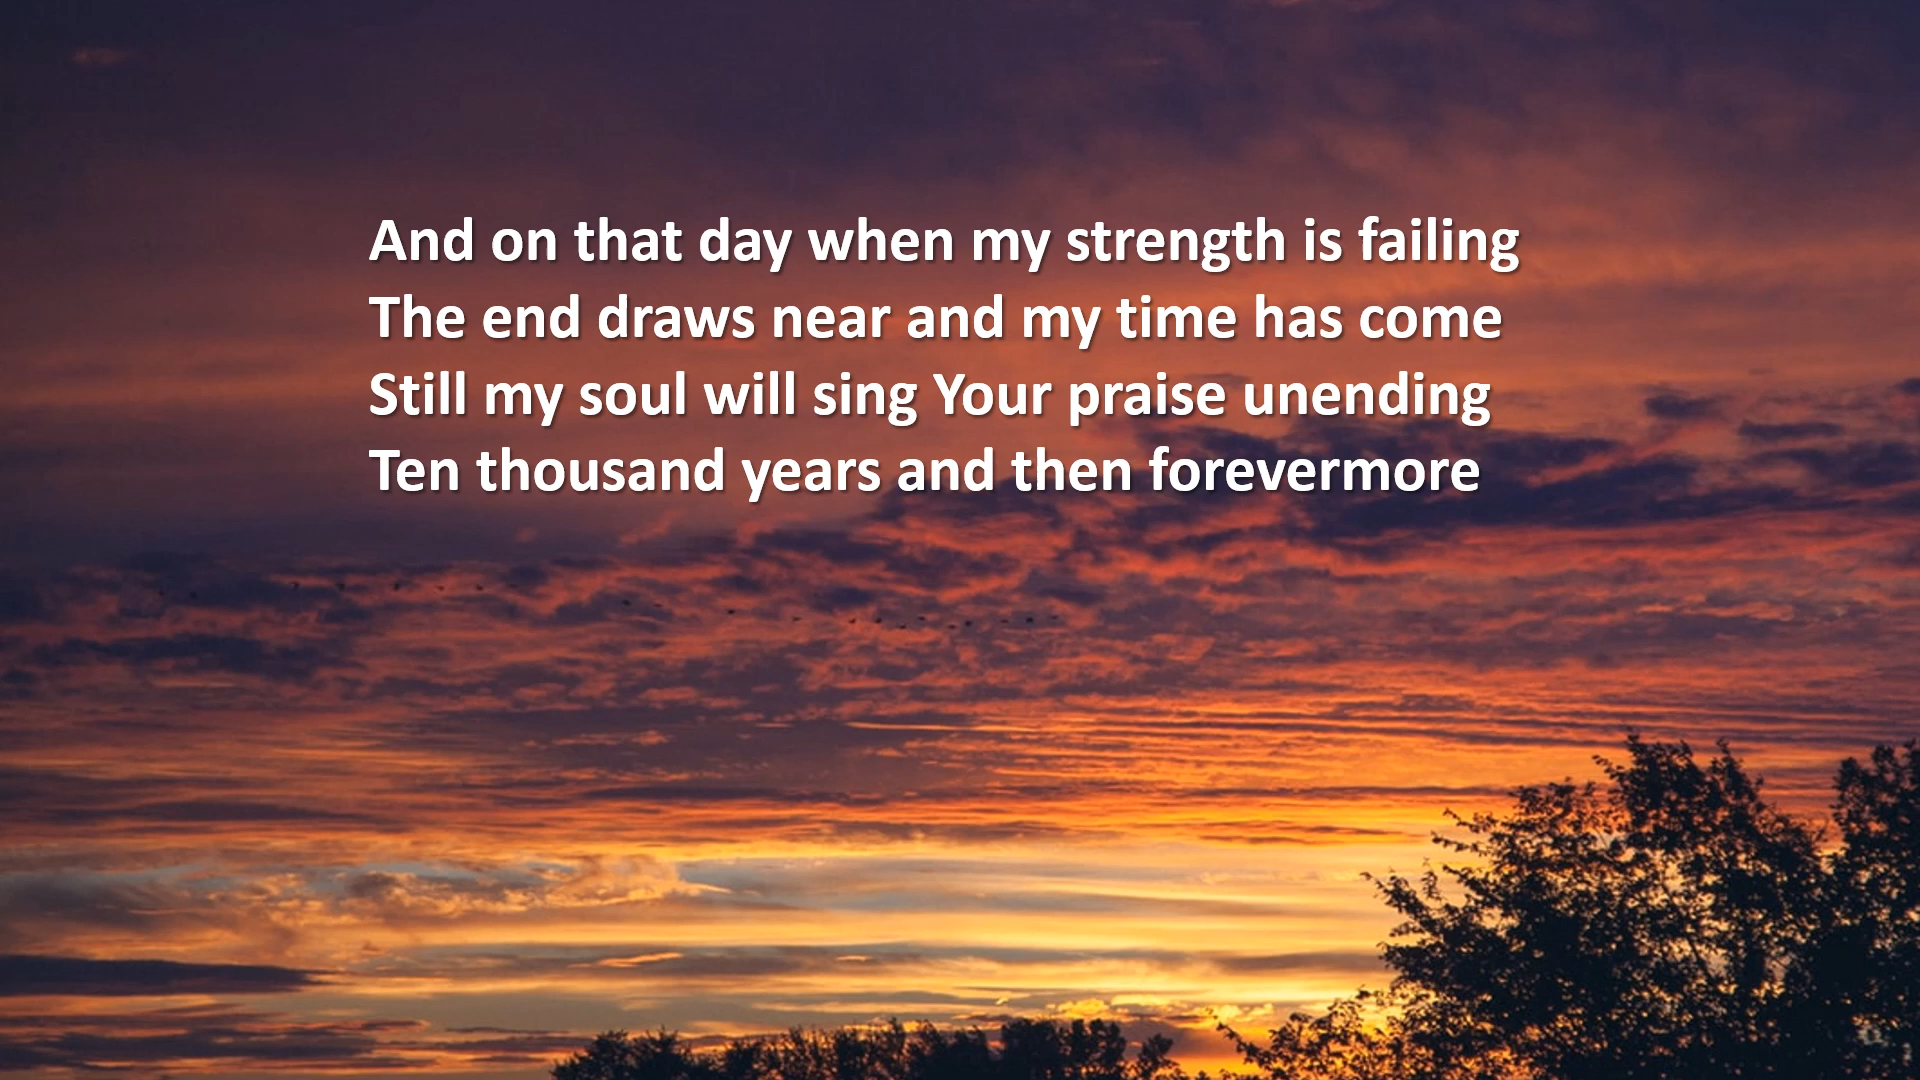 And on that day when my strength is failing
The end draws near and my time has come
Still my soul will sing Your praise unending
Ten thousand years and then forevermore